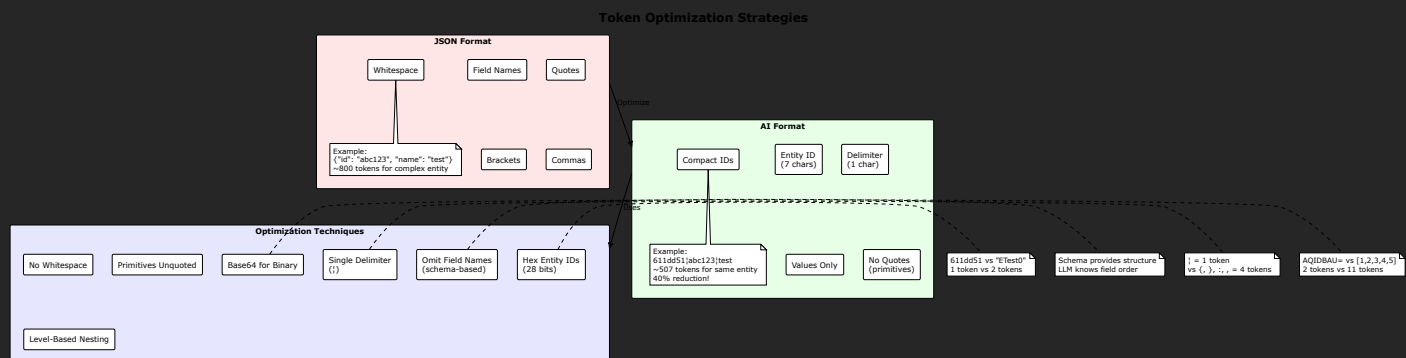 Token Optimization Strategies
JSON Format
Whitespace
Field Names
Quotes
Example:
{"id": "abc123", "name": "test"}
~800 tokens for complex entity
Brackets
Commas
Optimize
AI Format
Compact IDs
Entity ID
(7 chars)
Delimiter
(1 char)
Example:
611dd51¦abc123¦test
~507 tokens for same entity
40% reduction!
Values Only
No Quotes
(primitives)
Uses
Optimization Techniques
No Whitespace
Primitives Unquoted
Base64 for Binary
Single Delimiter
(¦)
Omit Field Names
(schema-based)
Hex Entity IDs
(28 bits)
Level-Based Nesting
611dd51 vs "ETest0"
1 token vs 2 tokens
Schema provides structure
LLM knows field order
¦ = 1 token
vs {, }, :, , = 4 tokens
AQIDBAU= vs [1,2,3,4,5]
2 tokens vs 11 tokens